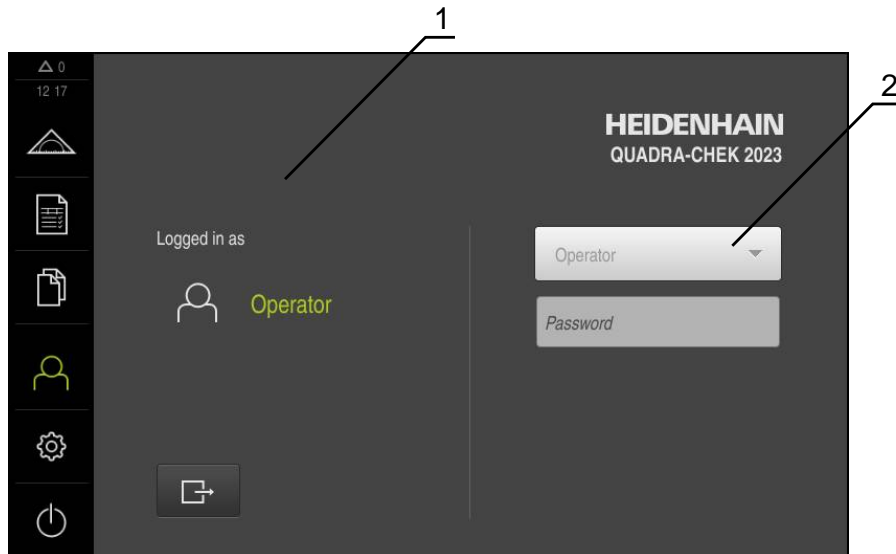 1
2
0
12 17
HEIDENHAIN
QUADRA-CHEK 2023
Logged in as
Operator
Operator
Password